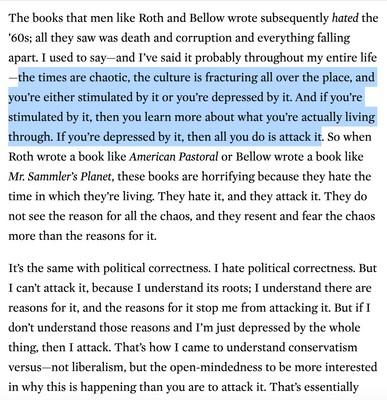 The books that men like Roth and Bellow wrote subsequently hated the
'60s; all they saw was death and corruption and everything falling
apart. I used to say—and I've said it probably throughout my entire life
—the times are chaotic, the culture is fracturing all over the place, and
you're either stimulated by it or you're depressed by it. And if you're
stimulated by it, then you learn more about what you're actually living
through. If you're depressed by it, then all you do is attack it. So when
Roth wrote a book like American Pastoral or Bellow wrote a book like
Mr. Sammler's Planet, these books are horrifying because they hate the
time in which they're living. They hate it, and they attack it. They do
not see the reason for all the chaos, and they resent and fear the chaos
more than the reasons for it.
It's the same with political correctness. I hate political correctness. But
I can't attack it, because I understand its roots; I understand there are
reasons for it, and the reasons for it stop me from attacking it. But if I
don't understand those reasons and I'm just depressed by the whole
thing, then I attack. That's how I came to understand conservatism
versus—not liberalism, but the open-mindedness to be more interested
in why this is happening than you are to attack it. That's essentially